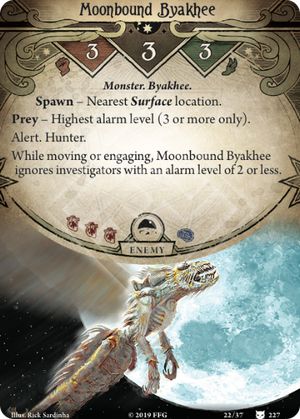 Moonbound Byakhee
3 3 3
Monster. Byakhee.
Spawn – Nearest Surface location.
Prey – Highest alarm level (3 or more only).
Alert. Hunter.
While moving or engaging, Moonbound Byakhee
ignores investigators with an alarm level of 2 or less.
ENEMY
Illus. Rick Sardinha
© 2019 FFG
22/37
227